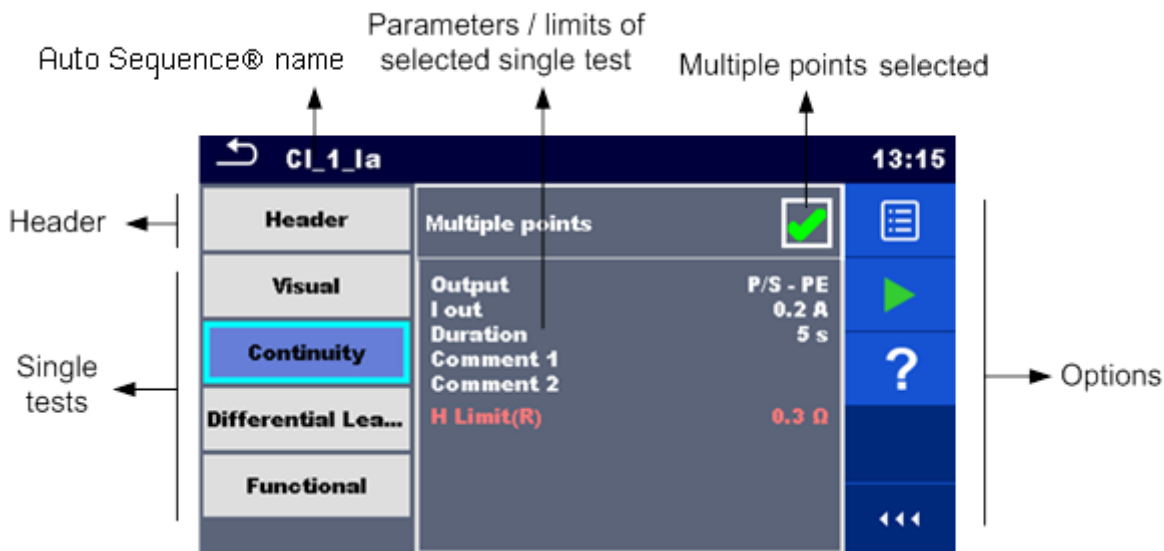 Auto Sequence® name
Parameters / limits of
selected single test
Multiple points selected
CI_1_Ia
13:15
Header
Header
Multiple points
Single
tests
Visual
Continuity
Differential Lea...
Functional
Output P/S - PE
I out 0.2 A
Duration 5 s
Comment 1
Comment 2
H Limit(R) 0.3 Ω
?
Options